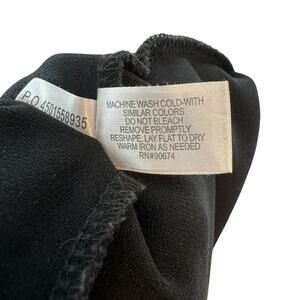 P.O.4501558935
MACHINE WASH COLD-WITH
SIMILAR COLORS
DO NOT BLEACH
REMOVE PROMPTLY
RESHAPE, LAY FLAT TO DRY
WARM IRON AS NEEDED
RN#90674